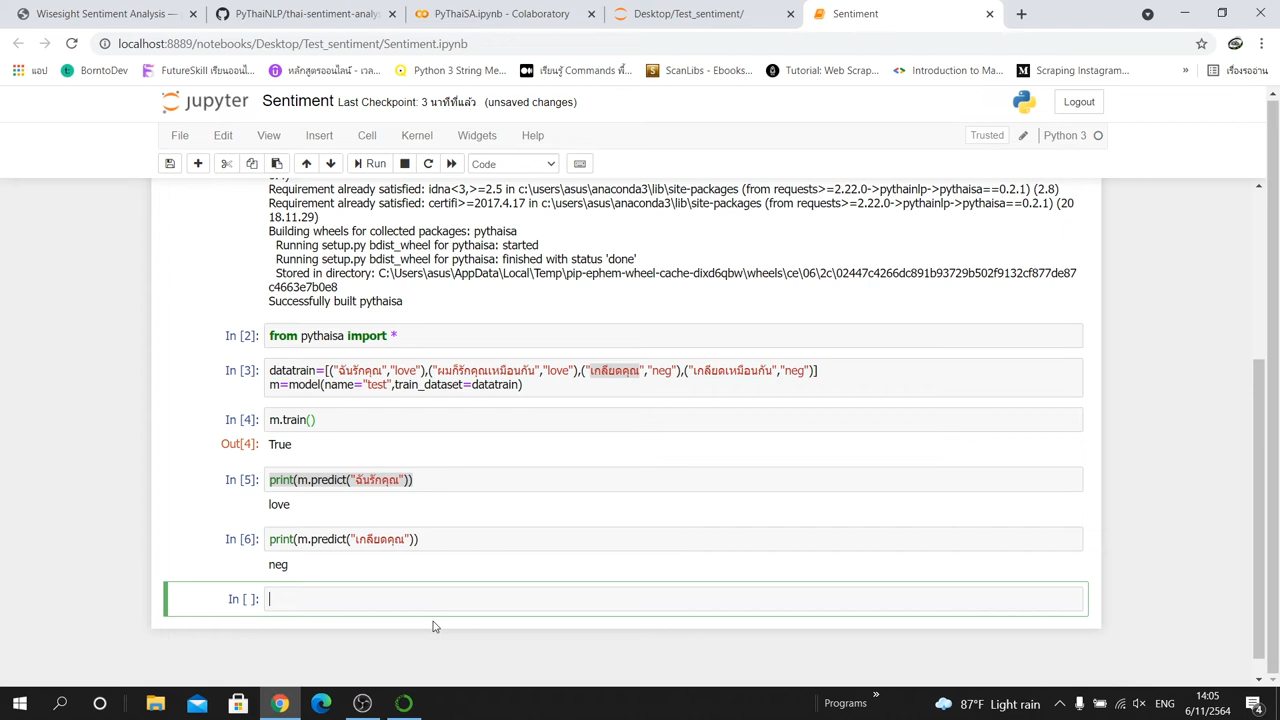 Wisesight Sentiment Analysis —
PyThaiNLP/thai-sentiment-analy
PyThaiSA.ipynb - Colaboratory
Desktop/Test_sentiment/
Sentiment
localhost:8889/notebooks/Desktop/Test_sentiment/Sentiment.ipynb
แอป
BorntoDev
FutureSkill เรียนออนไ...
หลักสูตรออนไลน์ - เวล...
Python 3 String Me...
เรียนรู้ Commands พื้...
ScanLibs - Ebooks...
Tutorial: Web Scrap...
Introduction to Ma...
Scraping Instagram...
»
เรื่องรออ่าน
jupyter Sentiment Last Checkpoint: 3 นาทีที่แล้ว (unsaved changes)
Logout
File Edit View Insert Cell Kernel Widgets Help
Trusted
Python 3
Run
Code
Requirement already satisfied: idna<3,>=2.5 in c:\users\asus\anaconda3\lib\site-packages (from requests>=2.22.0->pythainlp->pythaisa==0.2.1) (2.8)
Requirement already satisfied: certifi>=2017.4.17 in c:\users\asus\anaconda3\lib\site-packages (from requests>=2.22.0->pythainlp->pythaisa==0.2.1) (20
18.11.29)
Building wheels for collected packages: pythaisa
Running setup.py bdist_wheel for pythaisa: started
Running setup.py bdist_wheel for pythaisa: finished with status 'done'
Stored in directory: C:\Users\asus\AppData\Local\Temp\pip-ephem-wheel-cache-dixd6qbw\wheels\ce\06\2c\02447c4266dc891b93729b502f9132cf877de87
c4663e7b0e8
Successfully built pythaisa
In [2]: from pythaisa import *
In [3]: datatrain=[("ฉันรักคุณ","love"),("ผมก็รักคุณเหมือนกัน","love"),("เกลียดคุณ","neg"),("เกลียดเหมือนกัน","neg")]
m=model(name="test",train_dataset=datatrain)
In [4]: m.train()
Out[4]: True
In [5]: print(m.predict("ฉันรักคุณ"))
love
In [6]: print(m.predict("เกลียดคุณ"))
neg
In [ ]:
Programs
»
87°F Light rain
ENG
14:05
6/11/2564
4